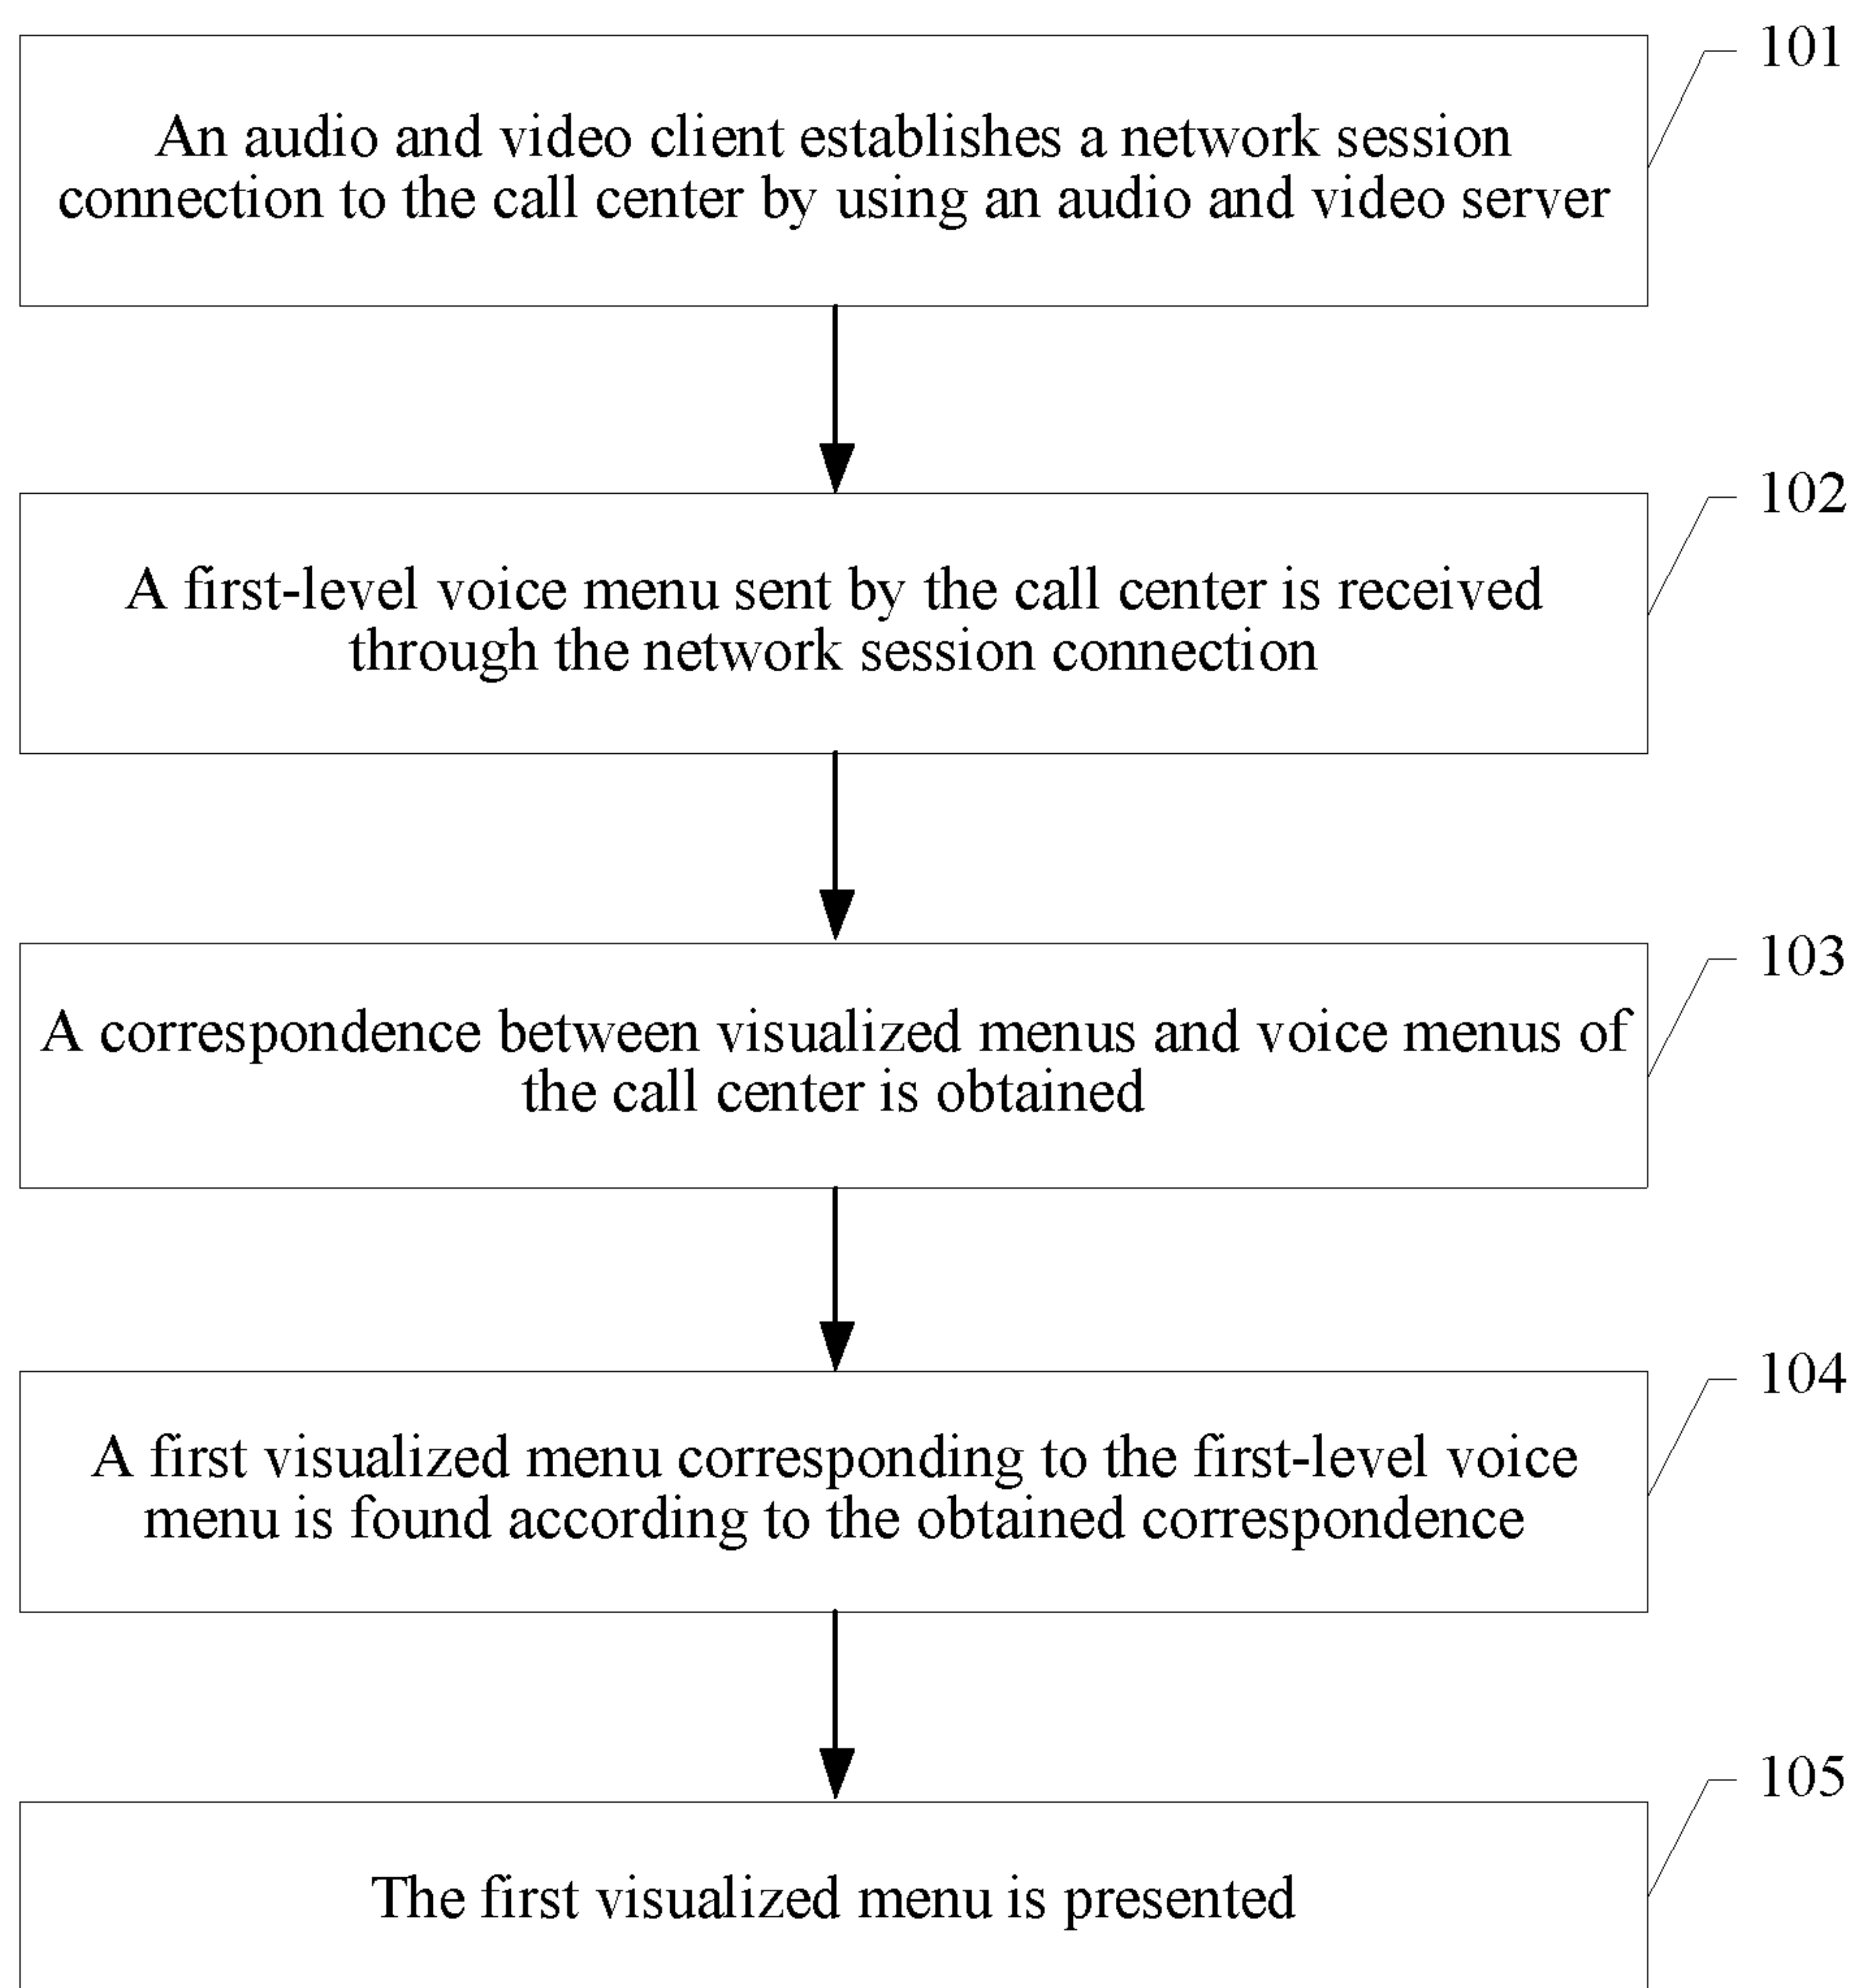 101
An audio and video client establishes a network session
connection to the call center by using an audio and video server
102
A first-level voice menu sent by the call center is received
through the network session connection
103
A correspondence between visualized menus and voice menus of
the call center is obtained
104
A first visualized menu corresponding to the first-level voice
menu is found according to the obtained correspondence
105
The first visualized menu is presented